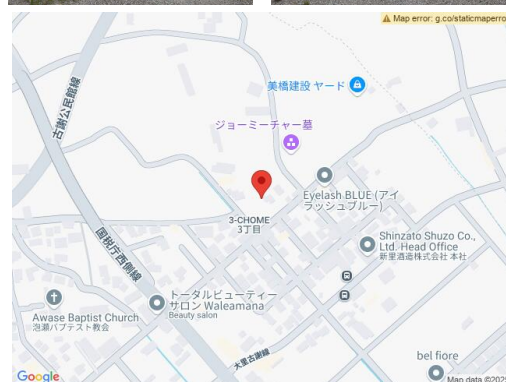 Map error: g.co/staticmaperro
美橋建設 ヤード
古謝公民館線
ジョーミーチャー墓
Eyelash BLUE (アイ
ラッシュブルー)
3-CHOME
3丁目
国税庁西側線
Shinzato Shuzo Co.,
Ltd. Head Office
新里酒造株式会社 本社
トータルビューティー
サロン Waleamana
Beauty salon
Awase Baptist Church
泡瀬バプテスト教会
大里古謝線
bel fiore
Google
Map data ©202